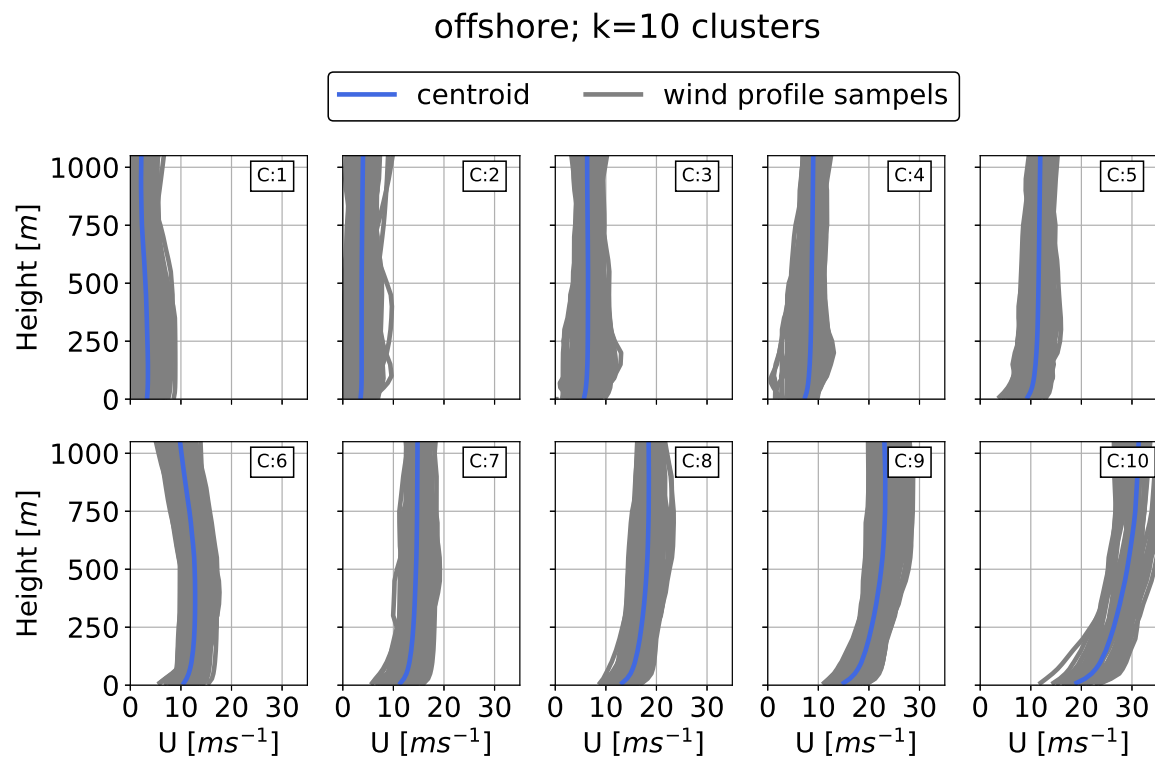 offshore; k=10 clusters
centroid wind profile sampels
1000 C:1 C:2 C:3 C:4 C:5
750
500
250
0
Height [m]
1000 C:6 C:7 C:8 C:9 C:10
750
500
250
0
Height [m]
0 10 20 30 0 10 20 30 0 10 20 30 0 10 20 30 0 10 20 30
U [ms⁻¹] U [ms⁻¹] U [ms⁻¹] U [ms⁻¹] U [ms⁻¹]